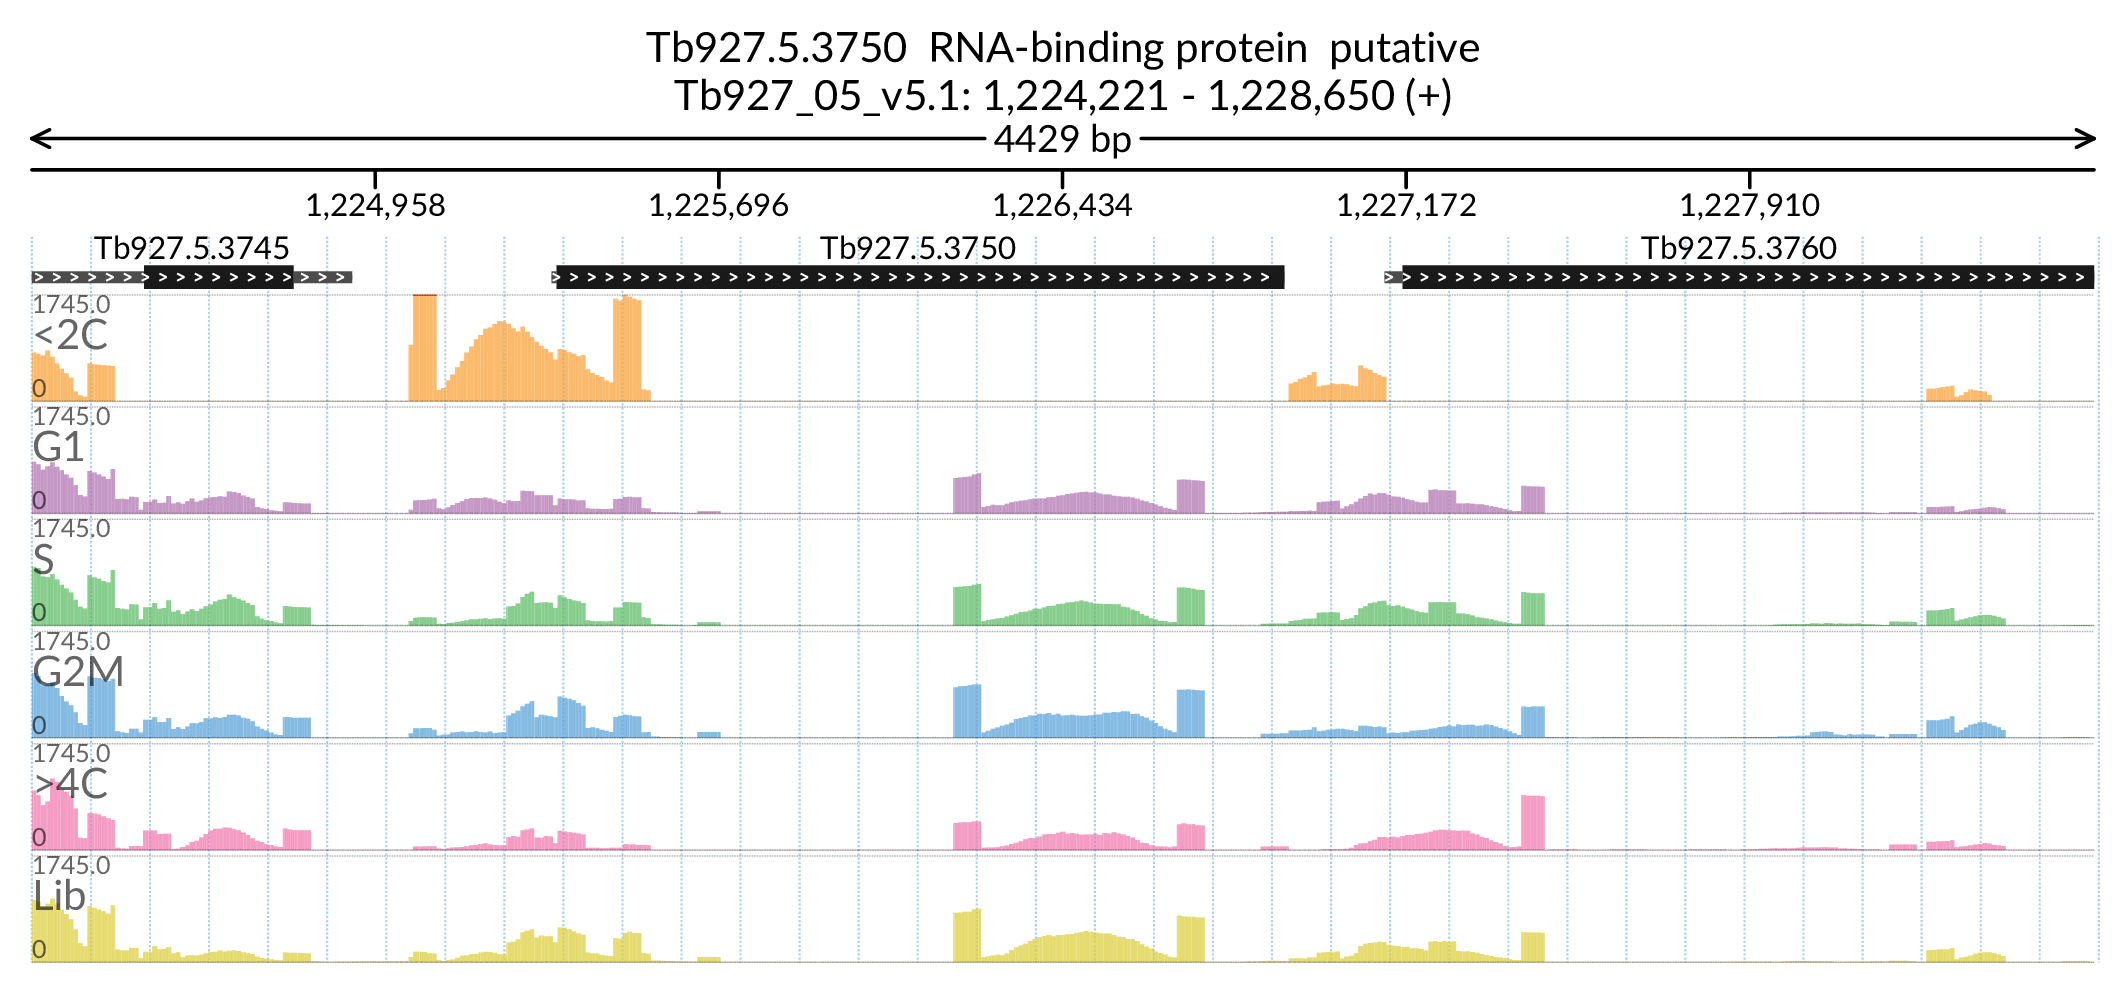 Tb927.5.3750  RNA-binding protein  putative
Tb927_05_v5.1: 1,224,221 - 1,228,650 (+)
4429 bp
1,224,958 1,225,696 1,226,434 1,227,172 1,227,910
Tb927.5.3745 Tb927.5.3750 Tb927.5.3760
1745.0
<2C
0
1745.0
G1
0
1745.0
S
0
1745.0
G2M
0
1745.0
>4C
0
1745.0
Lib
0